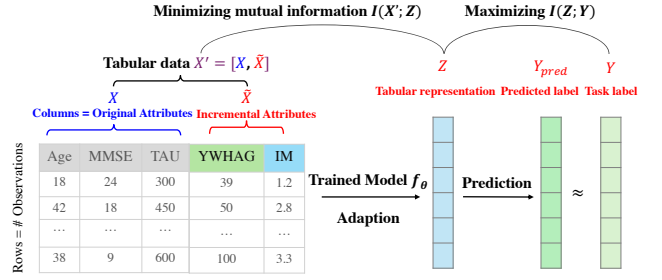 Minimizing mutual information I(X′; Z)
Maximizing I(Z; Y)
Tabular data X′ = [X, X̃]
Z
Y_pred
Y
X
X̃
Columns = Original Attributes
Incremental Attributes
Tabular representation
Predicted label
Task label
Rows = # Observations
Age MMSE TAU YWHAG IM
18 24 300 39 1.2
42 18 450 50 2.8
... ... ... ... ...
38 9 600 100 3.3
Trained Model f_θ
Adaption
Prediction
≈